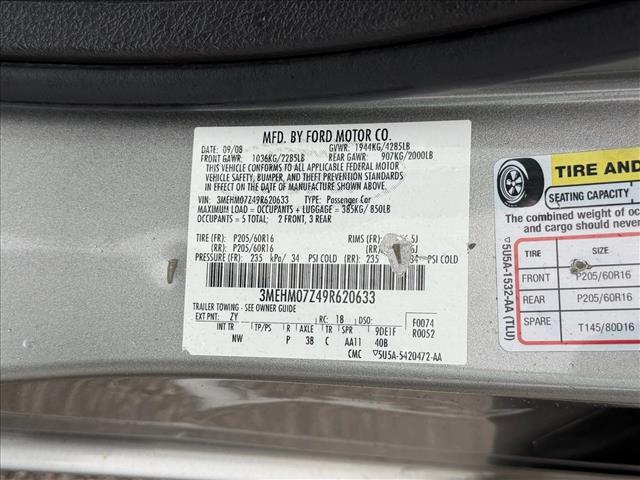 MFD. BY FORD MOTOR CO.
DATE: 09/08 GVWR: 1944KG/4285LB
FRONT GAWR: 1036KG/2285LB REAR GAWR: 907KG/2000LB
THIS VEHICLE CONFORMS TO ALL APPLICABLE FEDERAL MOTOR
VEHICLE SAFETY, BUMPER, AND THEFT PREVENTION STANDARDS
IN EFFECT ON THE DATE OF MANUFACTURE SHOWN ABOVE.
VIN: 3MEHM07Z49R620633 TYPE: Passenger Car
MAXIMUM LOAD = OCCUPANTS + LUGGAGE = 385KG/850LB
OCCUPANTS = 5 TOTAL: 2 FRONT, 3 REAR
TIRE (FR): P205/60R16 RIMS (FR):
(RR): P205/60R16 (RR):
PRESSURE (FR): 235 kPa/ 34 PSI COLD (RR): 235 34 PSI COLD
3MEHM07Z49R620633
TRAILER TOWING - SEE OWNER GUIDE
EXT PNT: ZY RC: 18 DSO: F0074
INT TR TP/PS R AXLE TR SPR 9DE1F R0052
NW P 38 C AA11 40B
CMC ▽5U5A-5420472-AA
▽5U5A-1532-AA (TLU)
TIRE AND
SEATING CAPACITY
The combined weight of
and cargo should never
TIRE SIZE
FRONT P205/60R16
REAR P205/60R16
SPARE T145/80D16